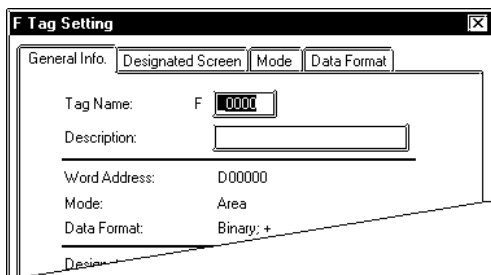 F Tag Setting
General Info. Designated Screen Mode Data Format
Tag Name: F 0000
Description:
Word Address: D00000
Mode: Area
Data Format: Binary; +